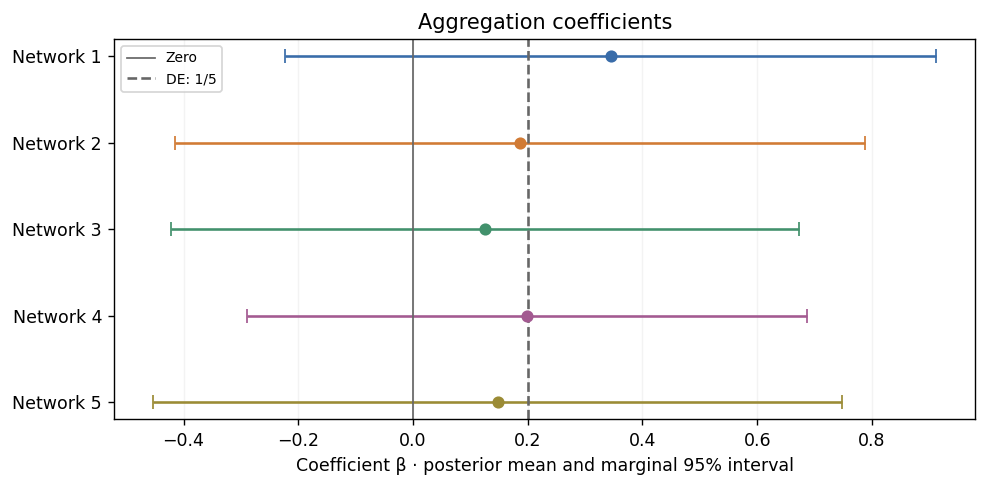 Aggregation coefficients
Network 1
Network 2
Network 3
Network 4
Network 5
Zero
DE: 1/5
−0.4 −0.2 0.0 0.2 0.4 0.6 0.8
Coefficient β · posterior mean and marginal 95% interval